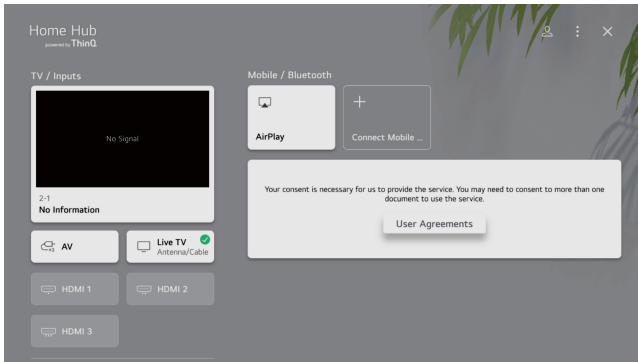 Home Hub
powered by ThinQ
TV / Inputs
No Signal
2-1
No Information
AV
Live TV
Antenna/Cable
HDMI 1
HDMI 2
HDMI 3
Mobile / Bluetooth
AirPlay
Connect Mobile ...
Your consent is necessary for us to provide the service. You may need to consent to more than one
document to use the service.
User Agreements